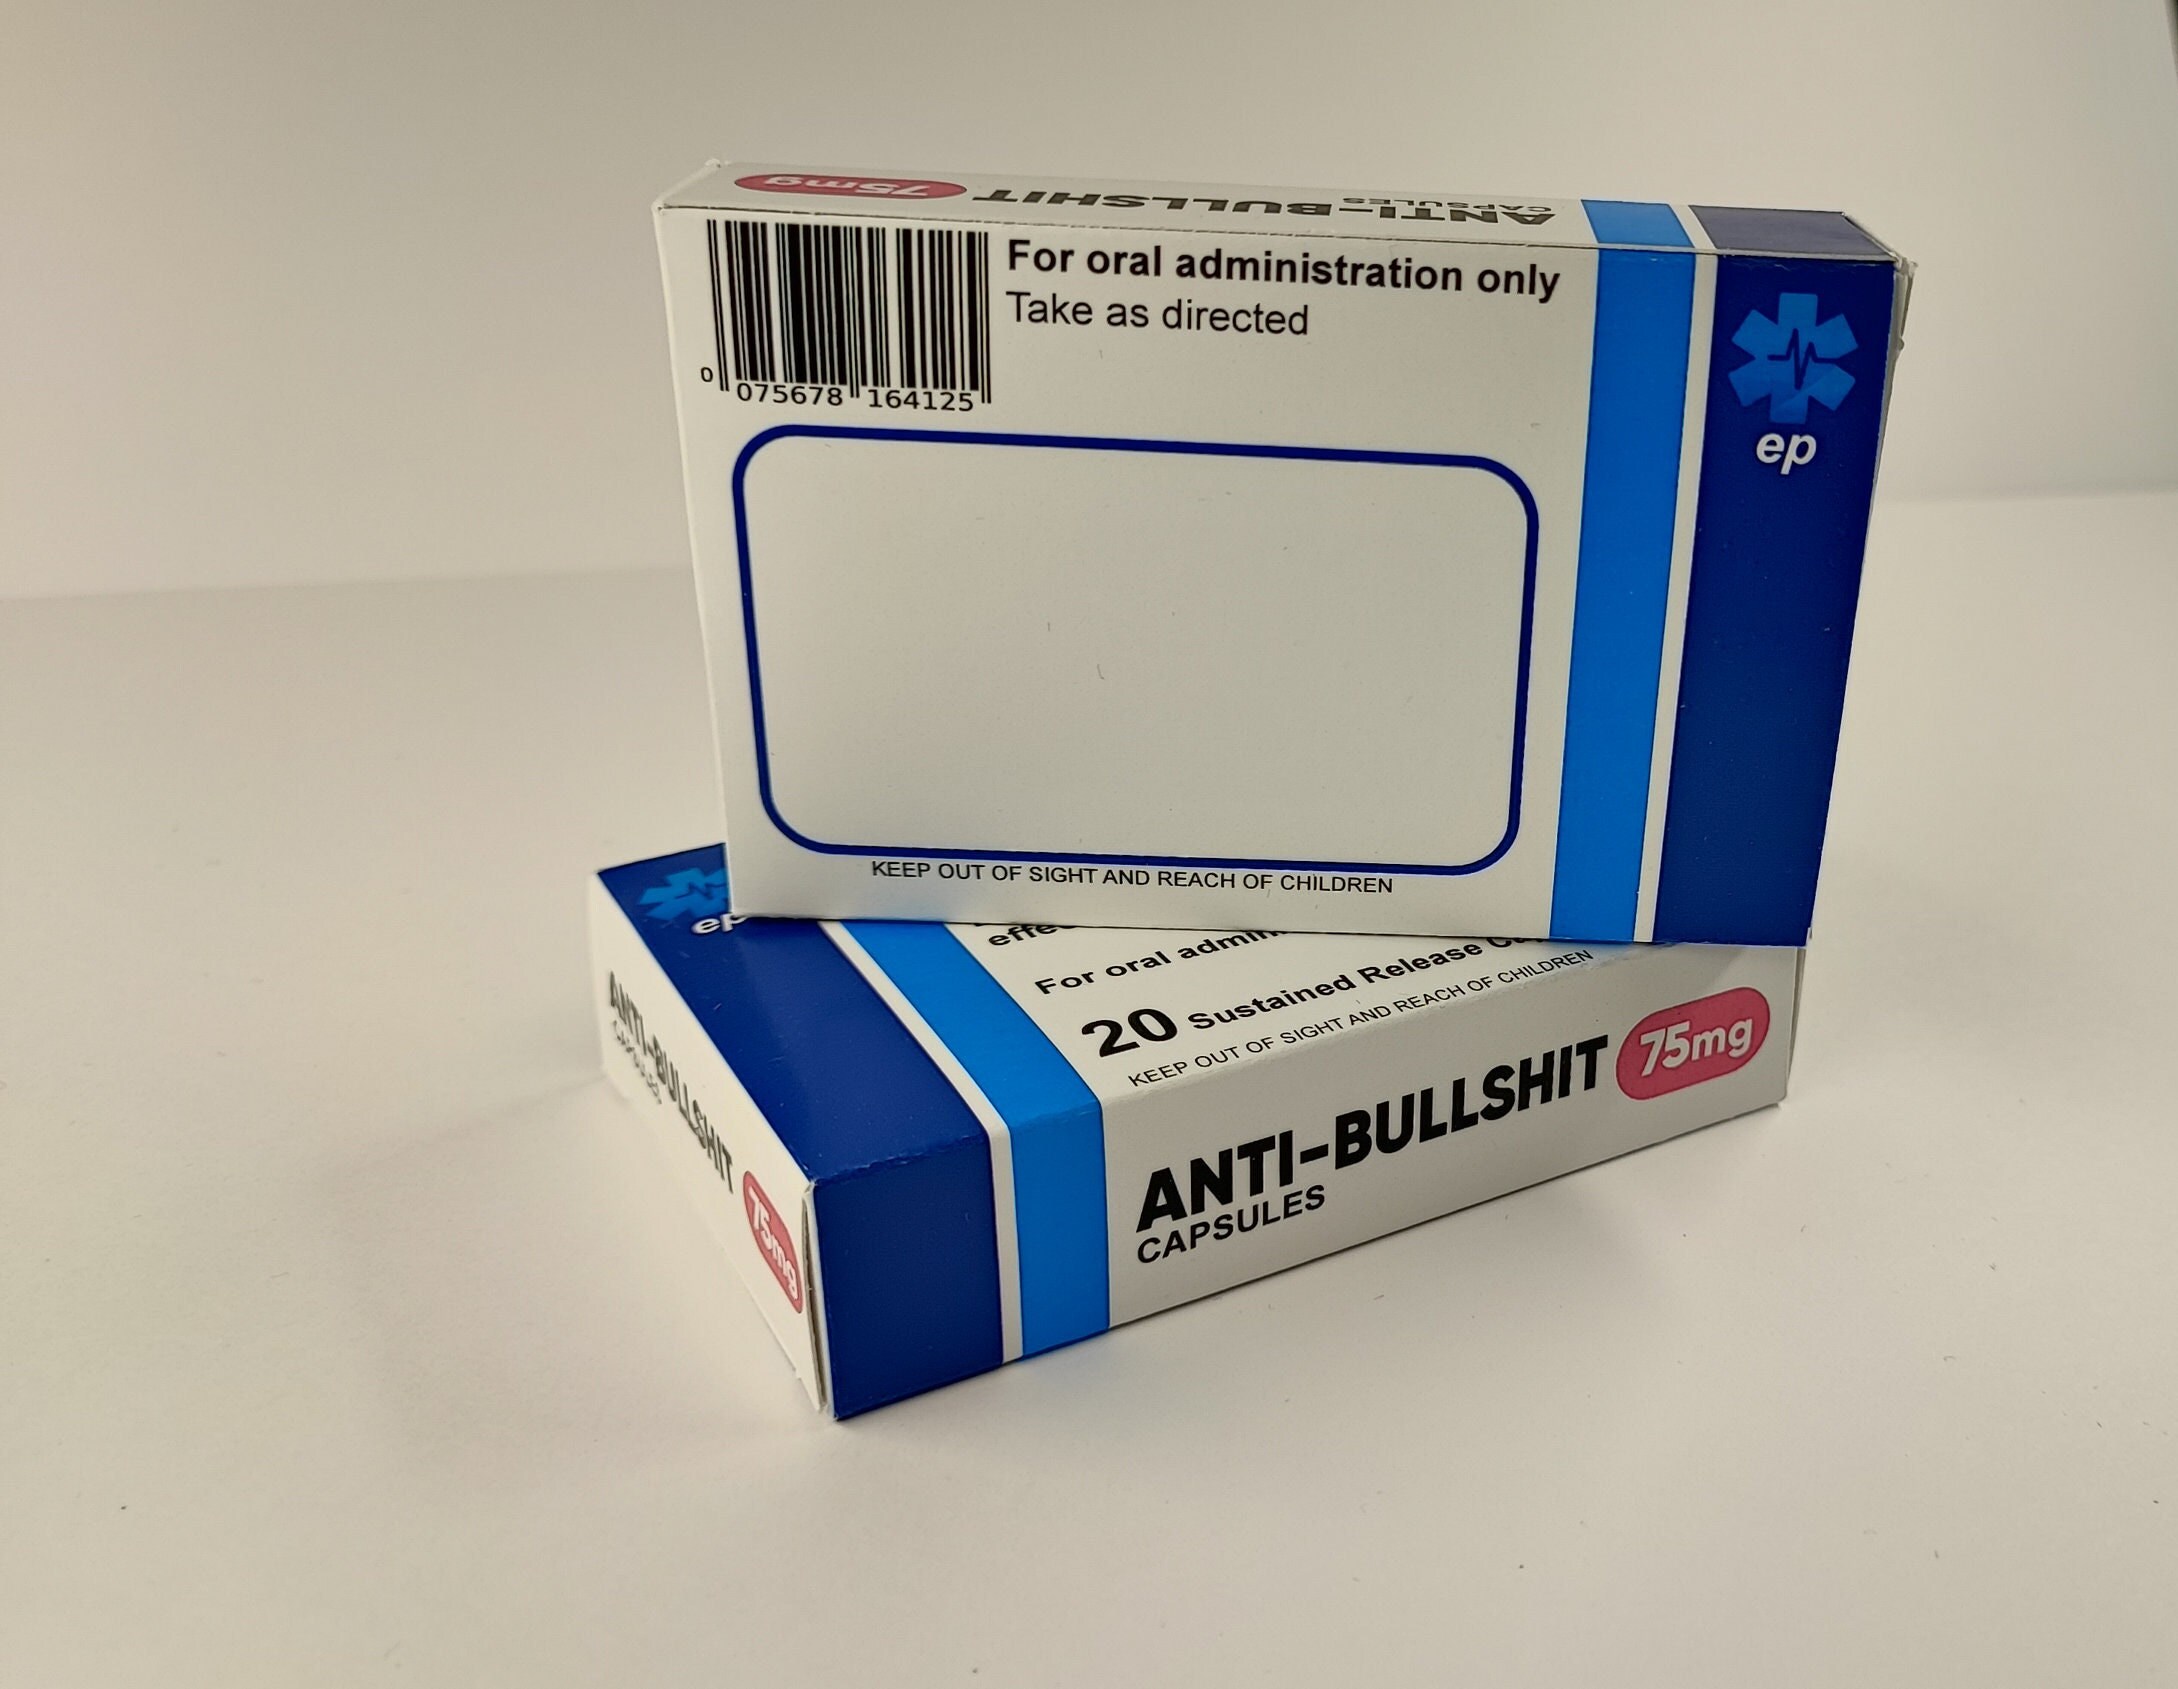 75mg
ANTI-BULLSHIT
CAPSULES
0 075678 164125
For oral administration only
Take as directed
ep
KEEP OUT OF SIGHT AND REACH OF CHILDREN
ep
For oral
20 Sustained Release
KEEP OUT OF SIGHT AND REACH OF CHILDREN
ANTI-BULLSHIT 75mg
CAPSULES
ANTI-BULLSHIT 75mg
CAPSULES